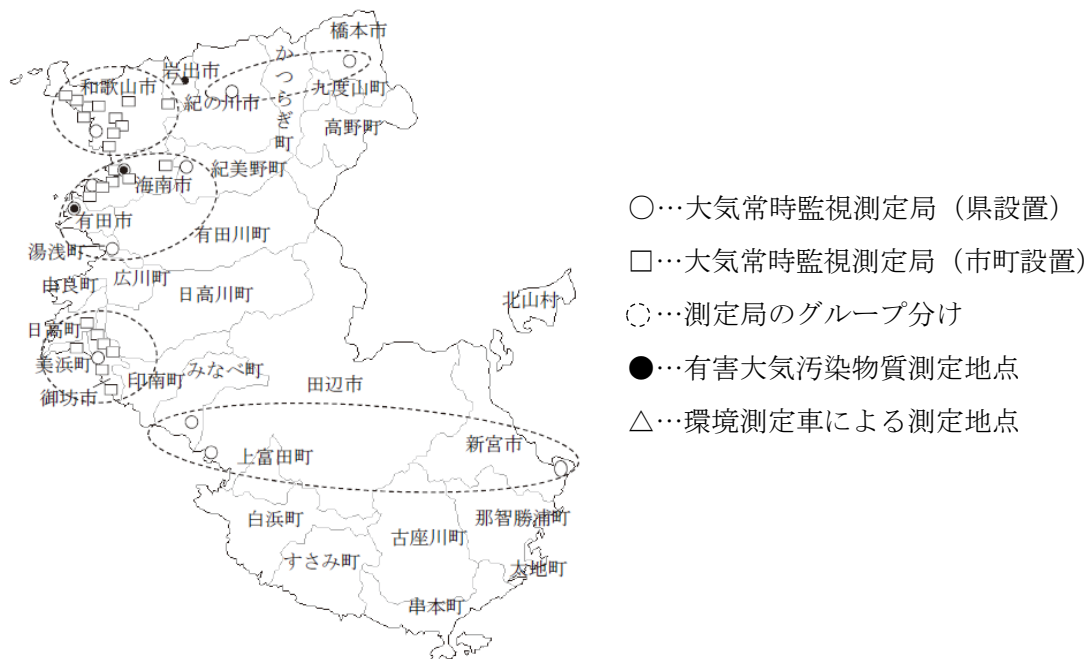 橋本市
岩出市
和歌山市
かつらぎ町
紀の川市
九度山町
高野町
紀美野町
海南市
有田市
有田川町
湯浅町
広川町
由良町
日高川町
北山村
日高町
美浜町
みなべ町
印南町
田辺市
御坊市
新宮市
上富田町
白浜町
那智勝浦町
古座川町
すさみ町
太地町
串本町
○…大気常時監視測定局(県設置)
□…大気常時監視測定局(市町設置)
…測定局のグループ分け
●…有害大気汚染物質測定地点
△…環境測定車による測定地点